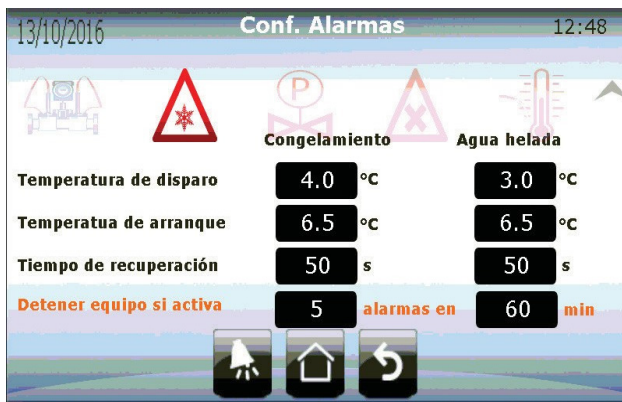 13/10/2016 Conf. Alarmas 12:48
P
Congelamiento Agua helada
Temperatura de disparo 4.0 °C 3.0 °C
Temperatua de arranque 6.5 °C 6.5 °C
Tiempo de recuperación 50 s 50 s
Detener equipo si activa 5 alarmas en 60 min